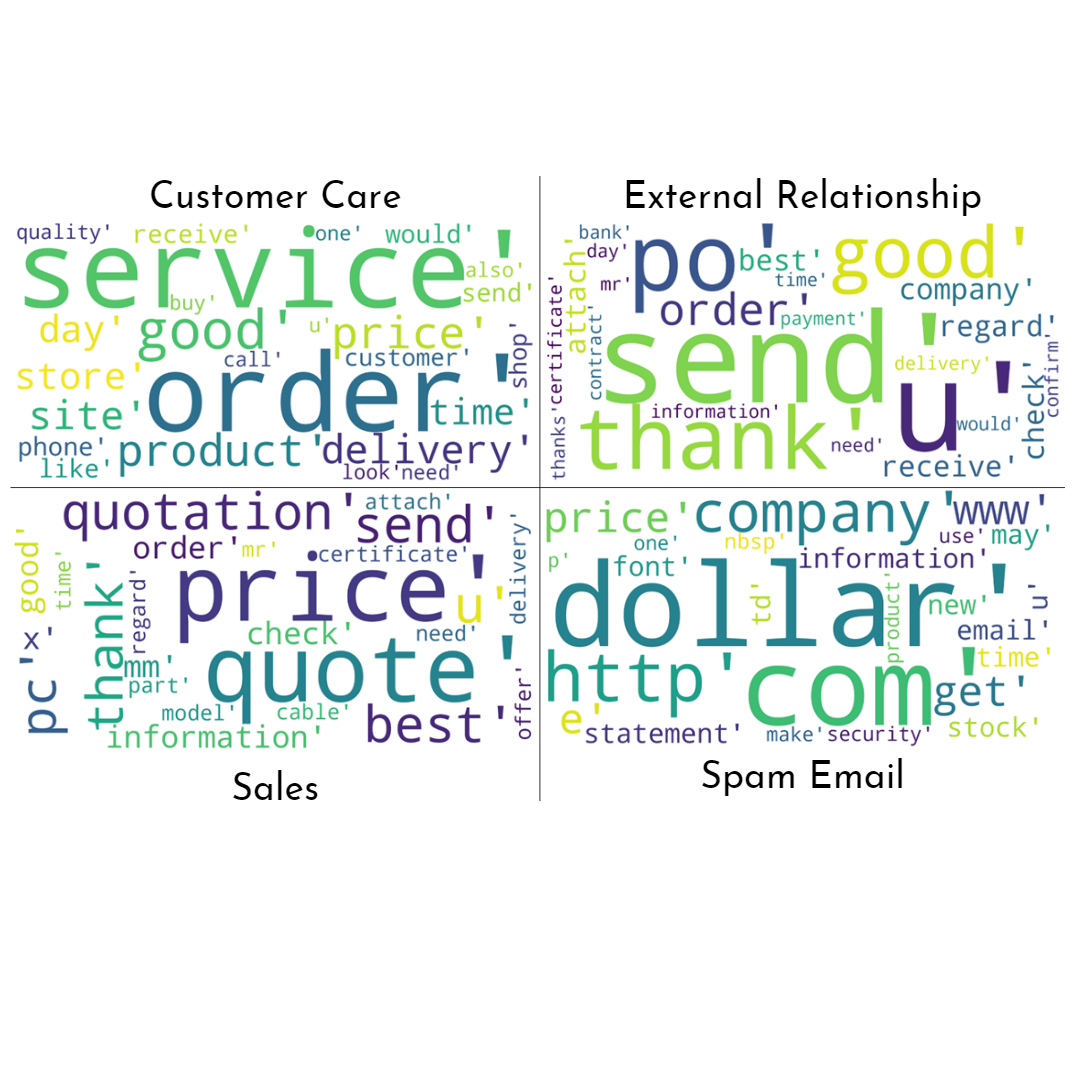 Customer Care
quality' receive' one' would'
service'
also'
buy' send'
day' good' u' price'
call' customer' shop'
store' order'
site' time'
phone' product' delivery'
like' look' need'
External Relationship
bank' po' good'
day' best'
attach' mr' time' company'
certificate' order' payment' regard'
contract' send' delivery' confirm'
information' u' would' check'
thanks' thank' need' receive'
quotation' attach' send'
order' mr' certificate' delivery'
good' time' price' u'
thank' regard' check' need'
x' mm' quote'
pc' part'
model' cable' best' offer'
information'
Sales
price' company' www'
one' nbsp' use' may'
p' font' information'
dollar'
td' product' new' u'
email'
http' com' time'
get'
e' statement' make' security' stock'
Spam Email